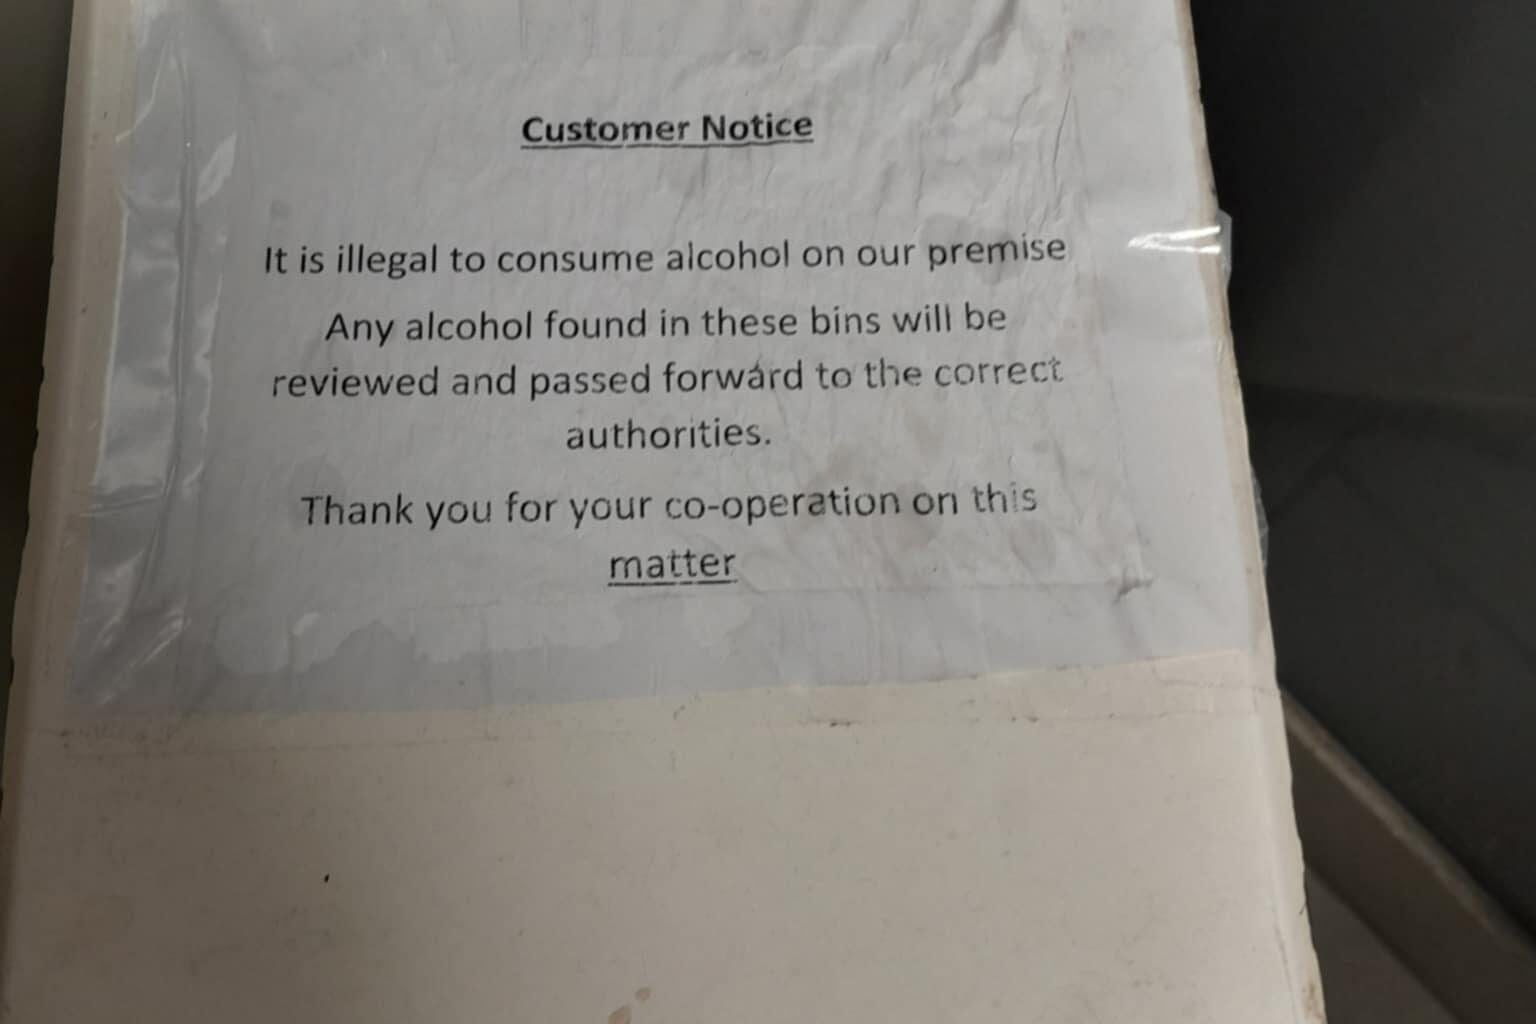 Customer Notice
It is illegal to consume alcohol on our premise
Any alcohol found in these bins will be
reviewed and passed forward to the correct
authorities.
Thank you for your co-operation on this
matter